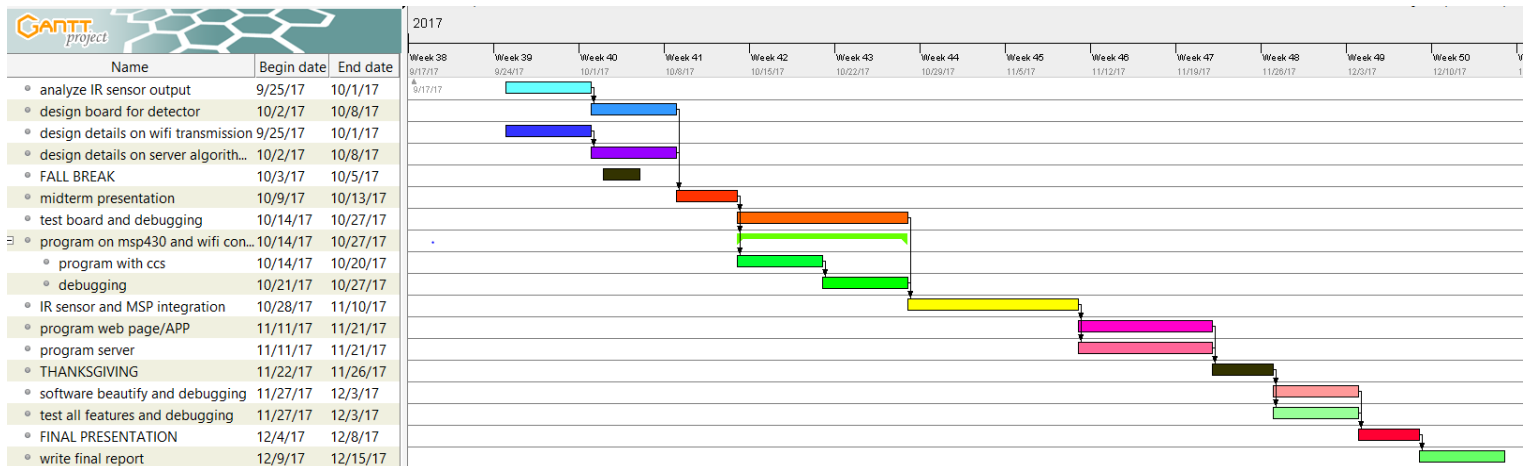 GANTT
project
2017
Week 38 Week 39 Week 40 Week 41 Week 42 Week 43 Week 44 Week 45 Week 46 Week 47 Week 48 Week 49 Week 50
Name Begin date End date 9/17/17 9/24/17 10/1/17 10/8/17 10/15/17 10/22/17 10/29/17 11/5/17 11/12/17 11/19/17 11/26/17 12/3/17 12/10/17
analyze IR sensor output 9/25/17 10/1/17 9/17/17
design board for detector 10/2/17 10/8/17
design details on wifi transmission 9/25/17 10/1/17
design details on server algorith... 10/2/17 10/8/17
FALL BREAK 10/3/17 10/5/17
midterm presentation 10/9/17 10/13/17
test board and debugging 10/14/17 10/27/17
program on msp430 and wifi con... 10/14/17 10/27/17
program with ccs 10/14/17 10/20/17
debugging 10/21/17 10/27/17
IR sensor and MSP integration 10/28/17 11/10/17
program web page/APP 11/11/17 11/21/17
program server 11/11/17 11/21/17
THANKSGIVING 11/22/17 11/26/17
software beautify and debugging 11/27/17 12/3/17
test all features and debugging 11/27/17 12/3/17
FINAL PRESENTATION 12/4/17 12/8/17
write final report 12/9/17 12/15/17